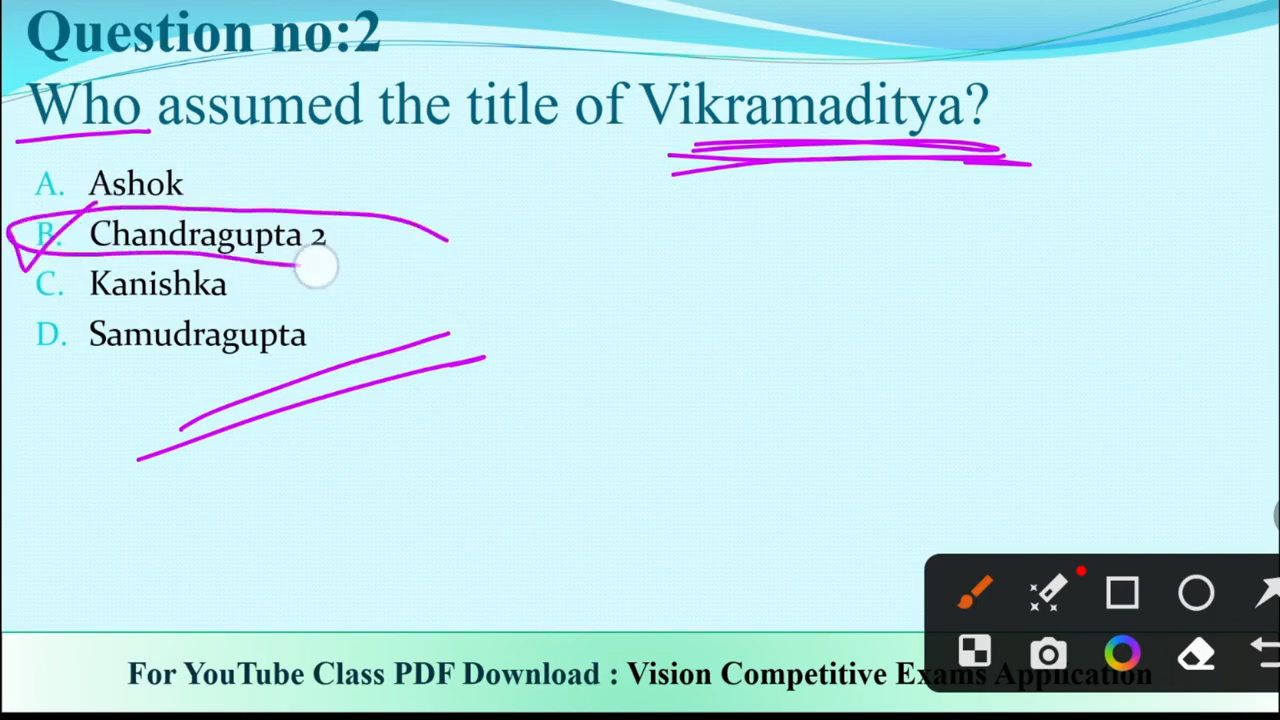 Question no:2
Who assumed the title of Vikramaditya?
A. Ashok
B. Chandragupta 2
C. Kanishka
D. Samudragupta
For YouTube Class PDF Download : Vision Competitive Exams Application